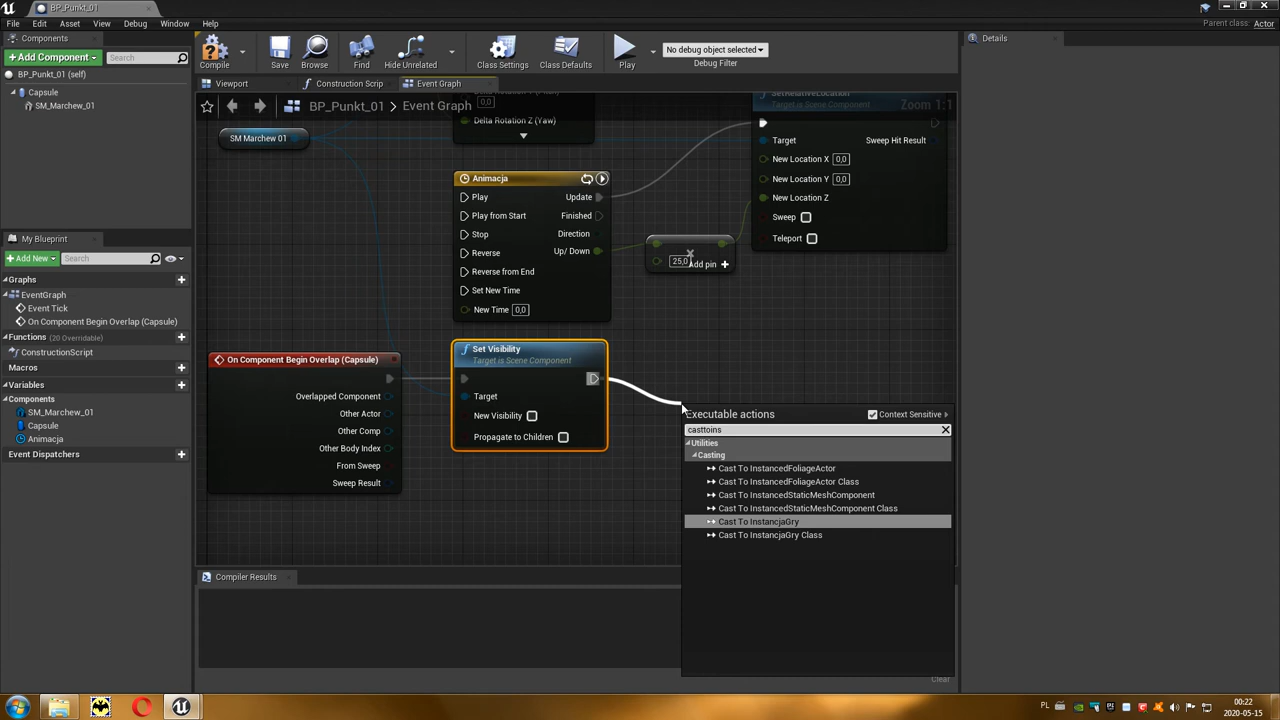 BP_Punkt_01
File Edit Asset View Debug Window Help
Parent class: Actor
Components
Details
+ Add Component
Search
BP_Punkt_01 (self)
Capsule
SM_Marchew_01
Compile
Save
Browse
Find
Hide Unrelated
Class Settings
Class Defaults
Play
No debug object selected
Debug Filter
Viewport
Construction Scrip
Event Graph
BP_Punkt_01 > Event Graph
Zoom 1:1
0,0
Delta Rotation Z (Yaw)
SM Marchew 01
SetRelativeLocation
Target is Scene Component
Target
Sweep Hit Result
New Location X 0,0
New Location Y 0,0
New Location Z
Sweep
Teleport
Animacja
Play
Update
Play from Start
Finished
Stop
Direction
Reverse
Up/ Down
Reverse from End
Set New Time
New Time 0,0
25,0
Add pin +
My Blueprint
+ Add New
Search
Graphs
EventGraph
Event Tick
On Component Begin Overlap (Capsule)
Functions (20 Overridable)
ConstructionScript
Macros
Variables
Components
SM_Marchew_01
Capsule
Animacja
Event Dispatchers
On Component Begin Overlap (Capsule)
Overlapped Component
Other Actor
Other Comp
Other Body Index
From Sweep
Sweep Result
Set Visibility
Target is Scene Component
Target
New Visibility
Propagate to Children
Executable actions
Context Sensitive
casttoins
Utilities
Casting
Cast To InstancedFoliageActor
Cast To InstancedFoliageActor Class
Cast To InstancedStaticMeshComponent
Cast To InstancedStaticMeshComponent Class
Cast To InstancjaGry
Cast To InstancjaGry Class
Compiler Results
Clear
PL
00:22
2020-05-15